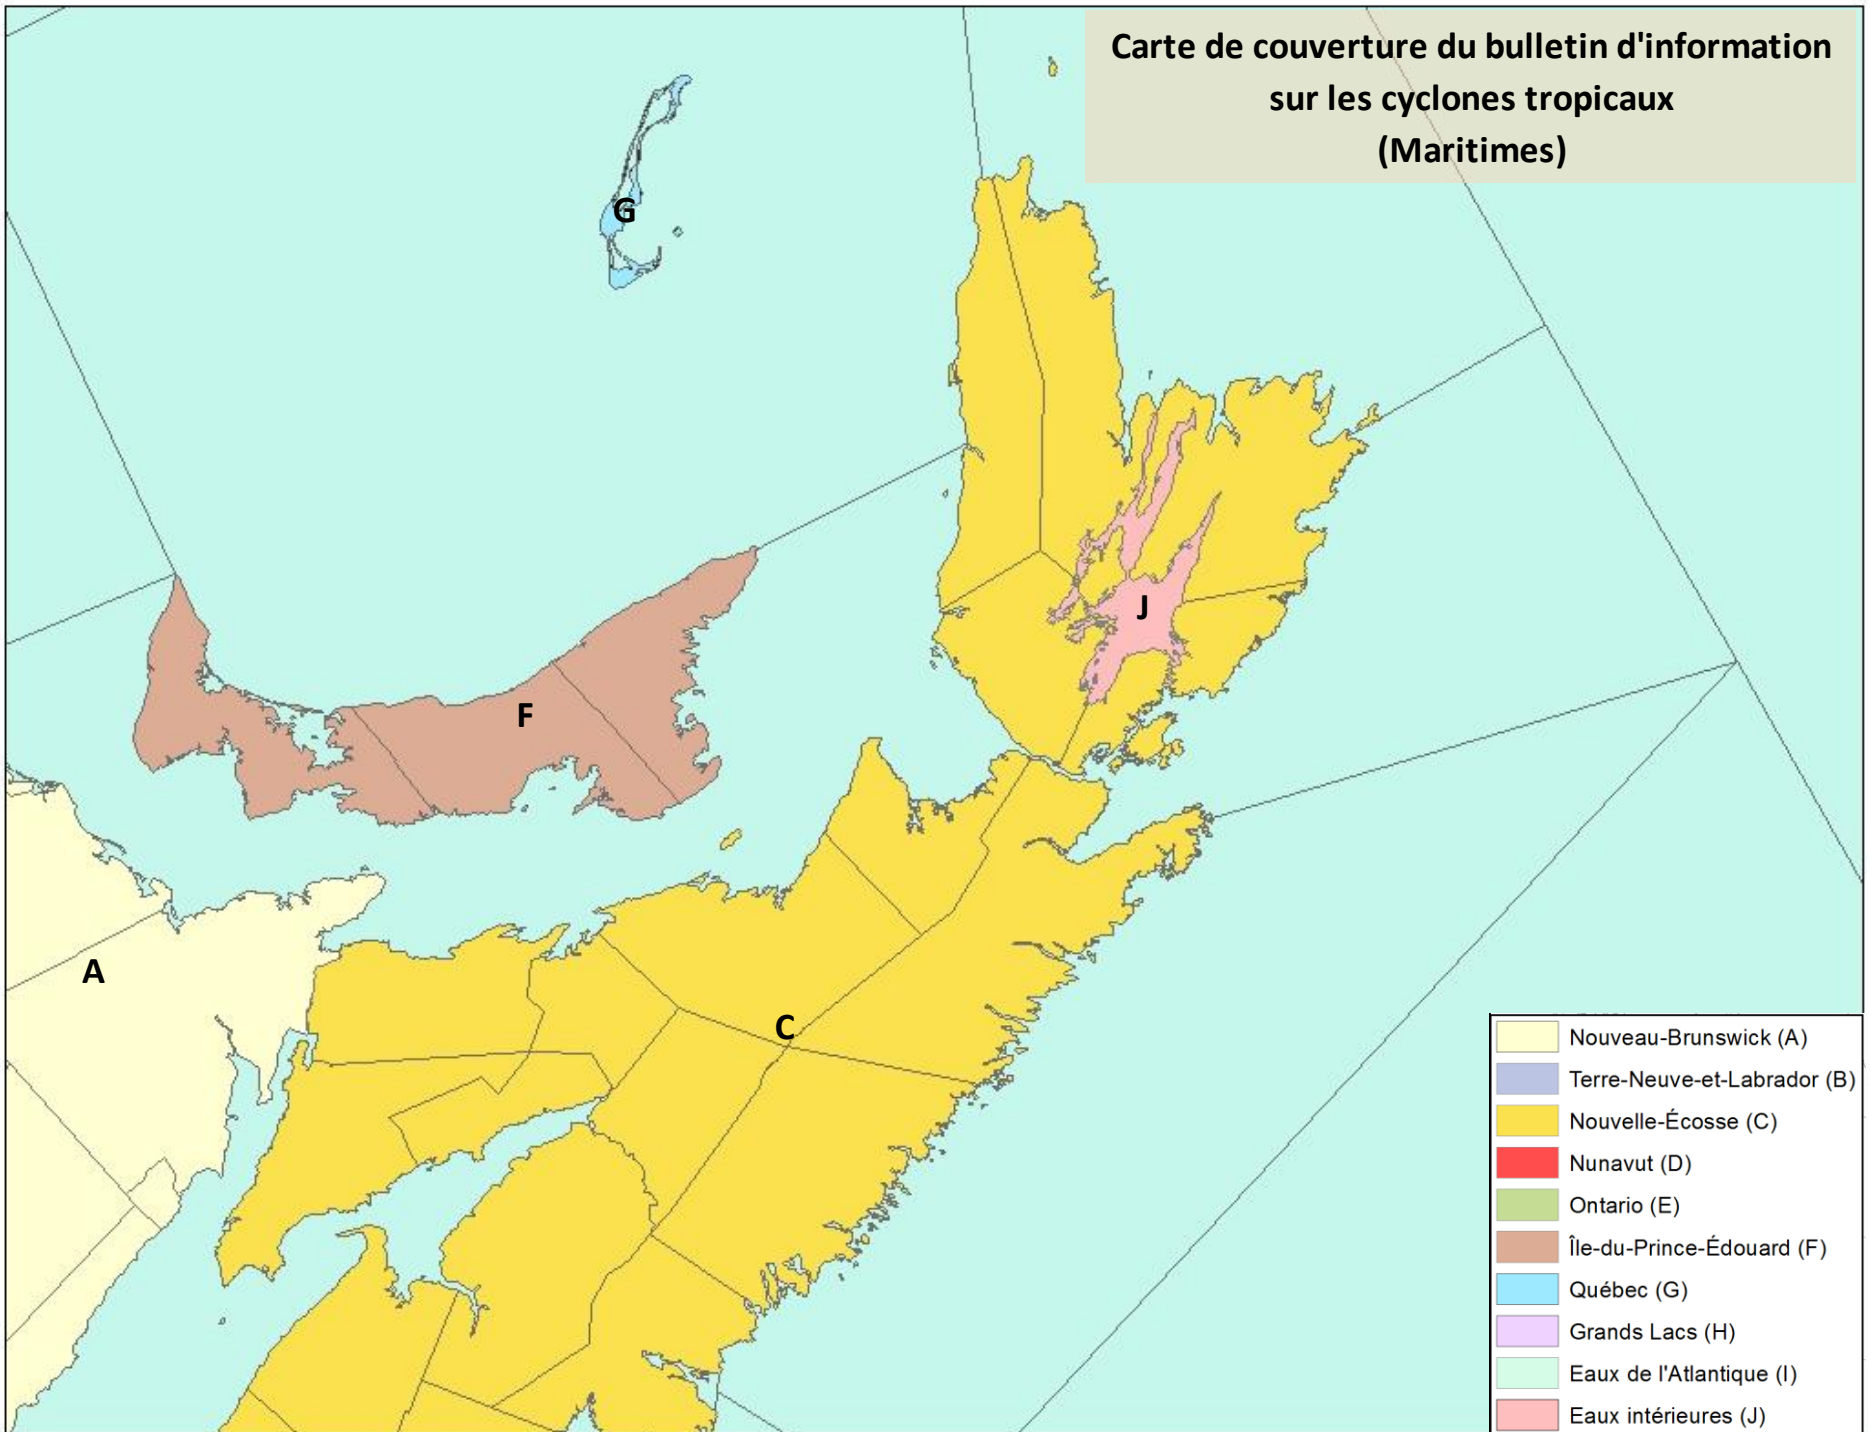 Carte de couverture du bulletin d'information
sur les cyclones tropicaux
(Maritimes)
G
J
F
A
C
Nouveau-Brunswick (A)
Terre-Neuve-et-Labrador (B)
Nouvelle-Écosse (C)
Nunavut (D)
Ontario (E)
Île-du-Prince-Édouard (F)
Québec (G)
Grands Lacs (H)
Eaux de l'Atlantique (I)
Eaux intérieures (J)